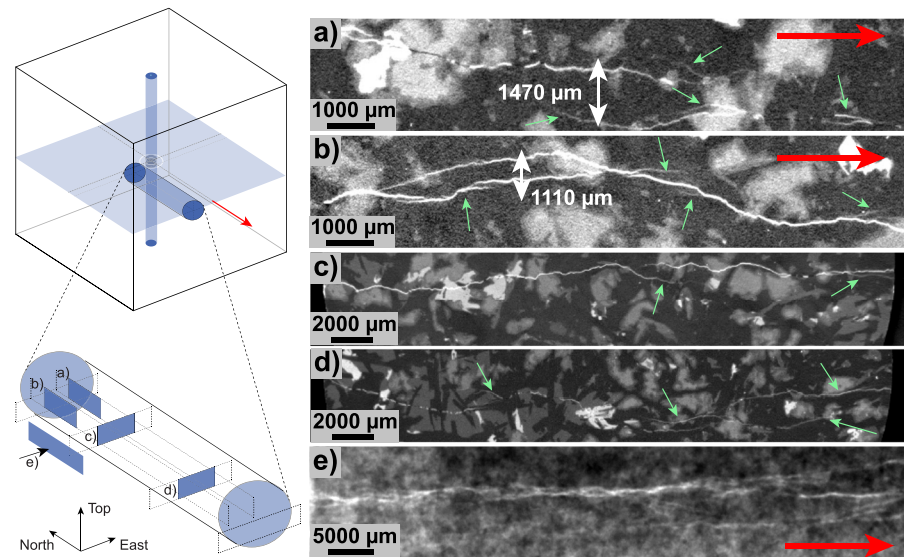 a)
1470 µm
1000 µm
b)
1110 µm
1000 µm
c)
2000 µm
d)
2000 µm
e)
5000 µm
a)
b)
c)
e)
d)
Top
North
East